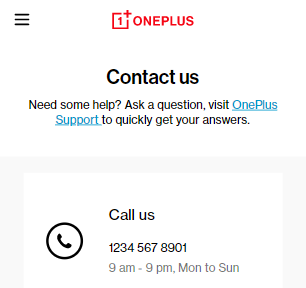 1+ ONEPLUS
Contact us
Need some help? Ask a question, visit OnePlus
Support to quickly get your answers.
Call us
1234 567 8901
9 am - 9 pm, Mon to Sun